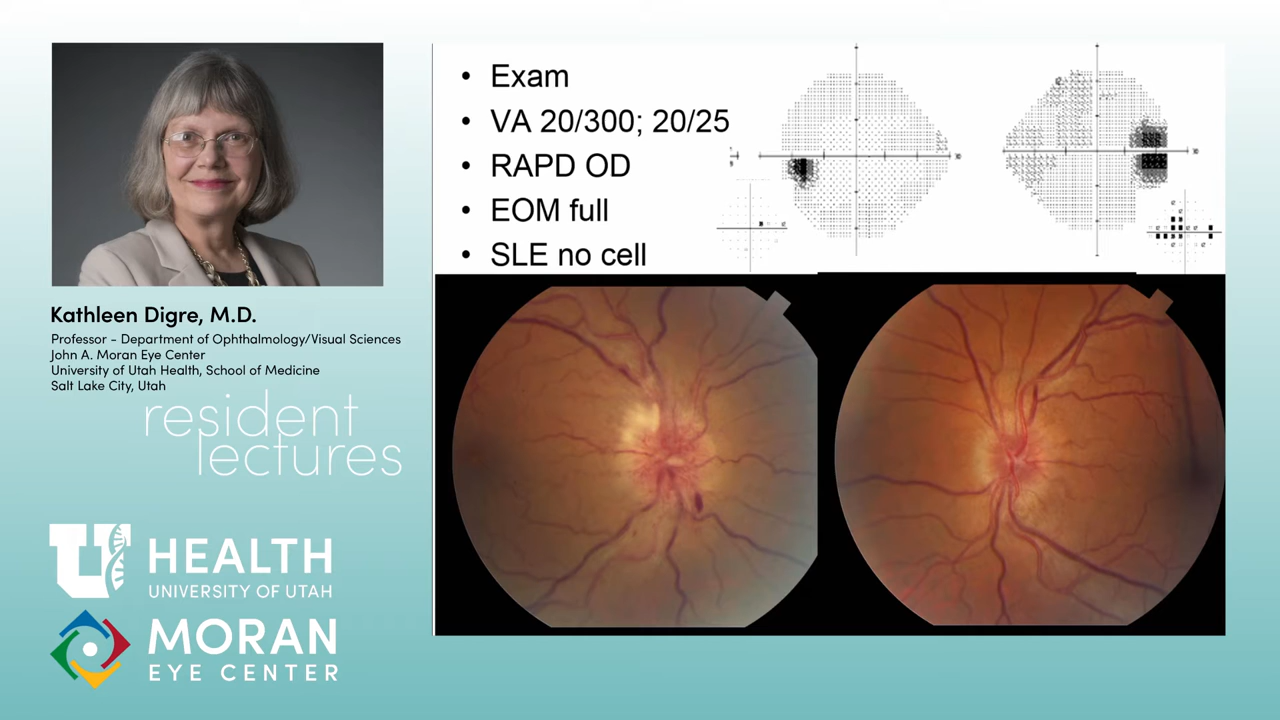 • Exam
• VA 20/300; 20/25
• RAPD OD
• EOM full
• SLE no cell
30
30
Kathleen Digre, M.D.
Professor - Department of Ophthalmology/Visual Sciences
John A. Moran Eye Center
University of Utah Health, School of Medicine
Salt Lake City, Utah
resident
lectures
U HEALTH
UNIVERSITY OF UTAH
MORAN
EYE CENTER